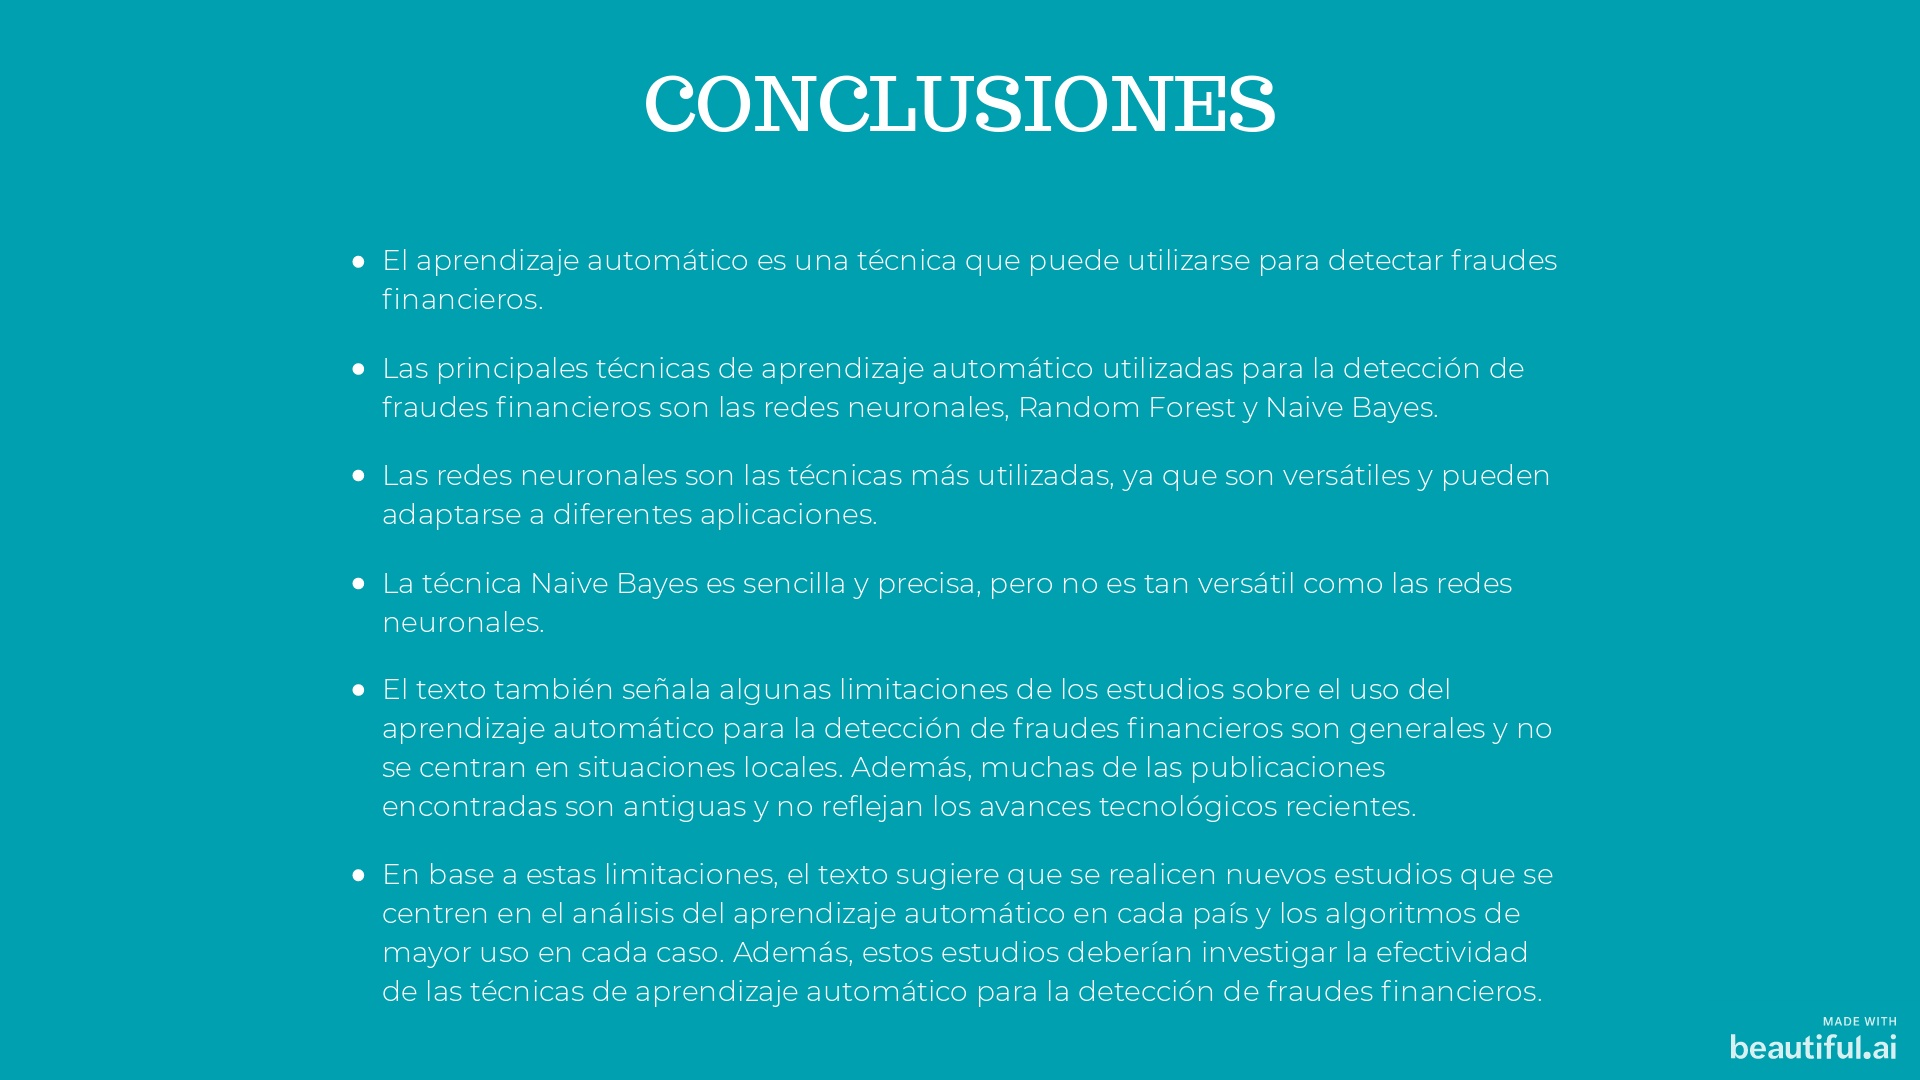 CONCLUSIONES
• El aprendizaje automático es una técnica que puede utilizarse para detectar fraudes
financieros.
• Las principales técnicas de aprendizaje automático utilizadas para la detección de
fraudes financieros son las redes neuronales, Random Forest y Naive Bayes.
• Las redes neuronales son las técnicas más utilizadas, ya que son versátiles y pueden
adaptarse a diferentes aplicaciones.
• La técnica Naive Bayes es sencilla y precisa, pero no es tan versátil como las redes
neuronales.
• El texto también señala algunas limitaciones de los estudios sobre el uso del
aprendizaje automático para la detección de fraudes financieros son generales y no
se centran en situaciones locales. Además, muchas de las publicaciones
encontradas son antiguas y no reflejan los avances tecnológicos recientes.
• En base a estas limitaciones, el texto sugiere que se realicen nuevos estudios que se
centren en el análisis del aprendizaje automático en cada país y los algoritmos de
mayor uso en cada caso. Además, estos estudios deberían investigar la efectividad
de las técnicas de aprendizaje automático para la detección de fraudes financieros.
MADE WITH
beautiful.ai